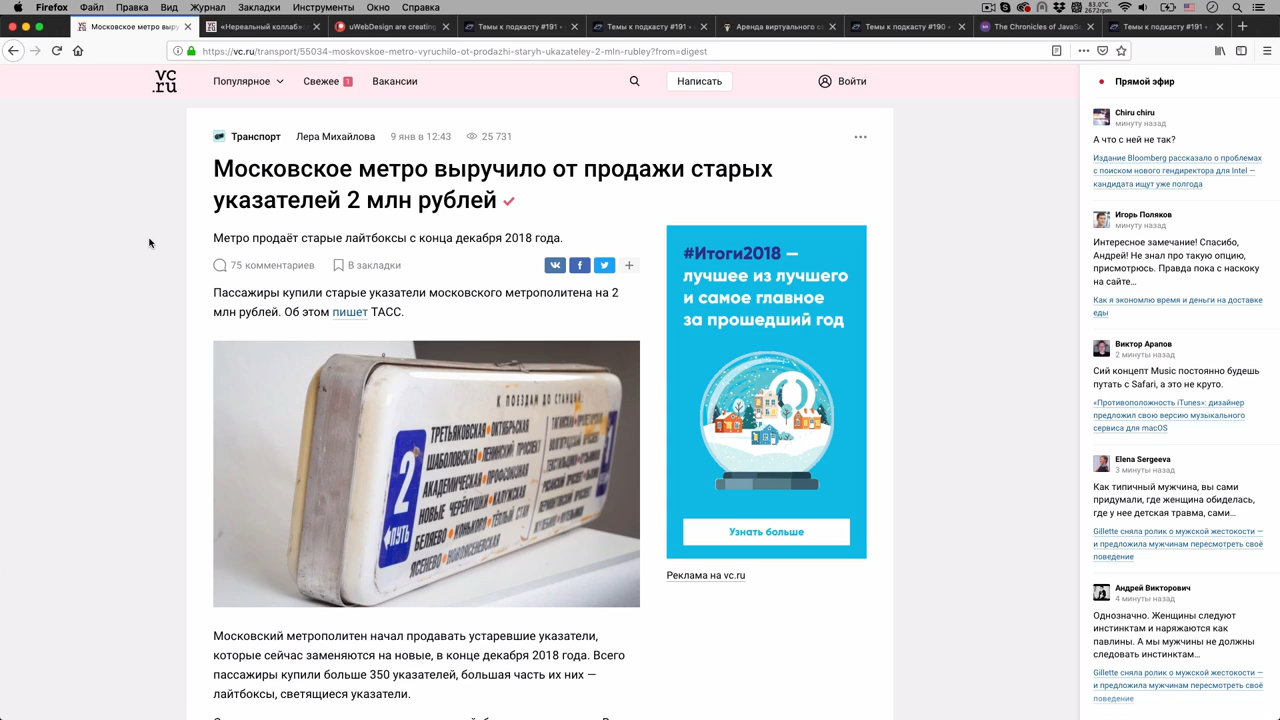 Firefox Файл Правка Вид Журнал Закладки Инструменты Окно Справка
83.0°C
2672rpm
Московское метро выру
«Нереальный коллаб»:
uWebDesign are creating
Темы к подкасту #191 •
Темы к подкасту #191 •
Аренда виртуального с
Темы к подкасту #190 •
The Chronicles of JavaSc
Темы к подкасту #191 •
https://vc.ru/transport/55034-moskovskoe-metro-vyruchilo-ot-prodazhi-staryh-ukazateley-2-mln-rubley?from=digest
vc
.ru
Популярное
Свежее 1
Вакансии
Написать
Войти
Транспорт Лера Михайлова 9 янв в 12:43 25 731
Московское метро выручило от продажи старых
указателей 2 млн рублей
Метро продаёт старые лайтбоксы с конца декабря 2018 года.
75 комментариев В закладки
Пассажиры купили старые указатели московского метрополитена на 2
млн рублей. Об этом пишет ТАСС.
К ПОЕЗДАМ ДО СТАНЦИЙ
2
ТРЕТЬЯКОВСКАЯ ОКТЯБРЬСКАЯ
ШАБОЛОВСКАЯ ЛЕНИНСКИЙ ПРОСПЕКТ
АКАДЕМИЧЕСКАЯ ПРОФСОЮЗНАЯ
НОВЫЕ ЧЕРЕМУШКИ КАЛУЖСКАЯ
БЕЛЯЕВО КОНЬКОВО ТЕПЛЫЙ СТАН
ПУТЬ
Московский метрополитен начал продавать устаревшие указатели,
которые сейчас заменяются на новые, в конце декабря 2018 года. Всего
пассажиры купили больше 350 указателей, большая часть их них —
лайтбоксы, светящиеся указатели.
#Итоги2018 —
лучшее из лучшего
и самое главное
за прошедший год
Узнать больше
Реклама на vc.ru
Прямой эфир
Chiru chiru
минуту назад
А что с ней не так?
Издание Bloomberg рассказало о проблемах
с поиском нового гендиректора для Intel —
кандидата ищут уже полгода
Игорь Поляков
минуту назад
Интересное замечание! Спасибо,
Андрей! Не знал про такую опцию,
присмотрюсь. Правда пока с наскоку
на сайте…
Как я экономлю время и деньги на доставке
еды
Виктор Арапов
2 минуты назад
Сий концепт Music постоянно будешь
путать с Safari, а это не круто.
«Противоположность iTunes»: дизайнер
предложил свою версию музыкального
сервиса для macOS
Elena Sergeeva
3 минуты назад
Как типичный мужчина, вы сами
придумали, где женщина обиделась,
где у нее детская травма, сами…
Gillette сняла ролик о мужской жестокости —
и предложила мужчинам пересмотреть своё
поведение
Андрей Викторович
4 минуты назад
Однозначно. Женщины следуют
инстинктам и наряжаются как
павлины. А мы мужчины не должны
следовать инстинктам…
Gillette сняла ролик о мужской жестокости —
и предложила мужчинам пересмотреть своё
поведение